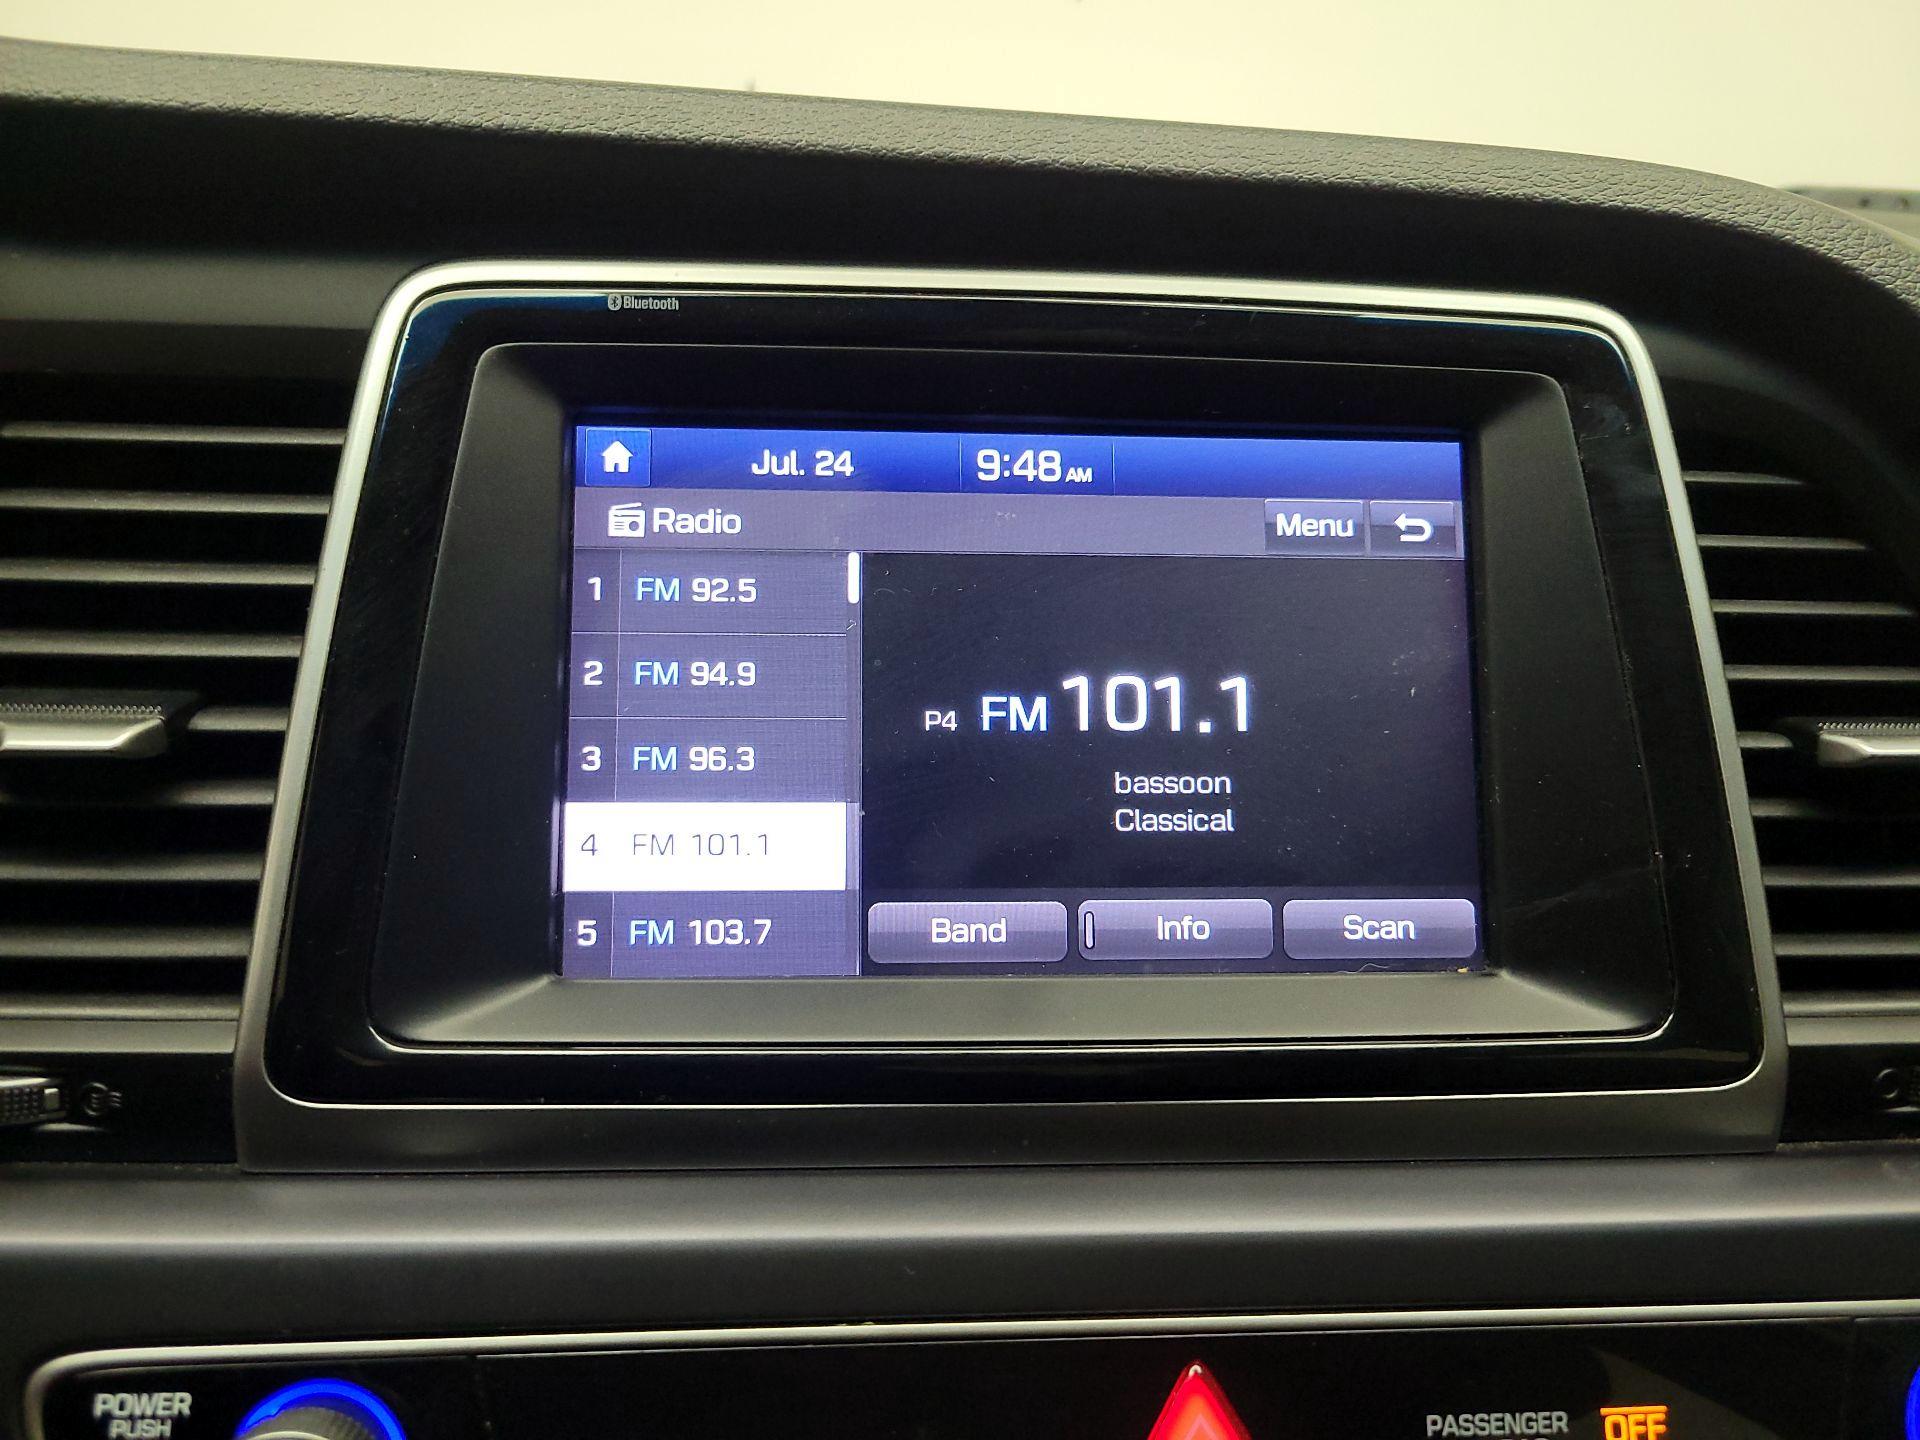 Bluetooth
Jul. 24 9:48 AM
Radio Menu
1 FM 92.5
2 FM 94.9
3 FM 96.3
4 FM 101.1
5 FM 103.7
P4 FM 101.1
bassoon
Classical
Band Info Scan
POWER
PUSH
PASSENGER
OFF